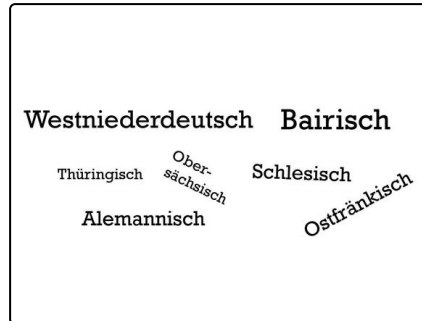 Westniederdeutsch
Bairisch
Thüringisch
Ober-
sächsisch
Schlesisch
Ostfränkisch
Alemannisch